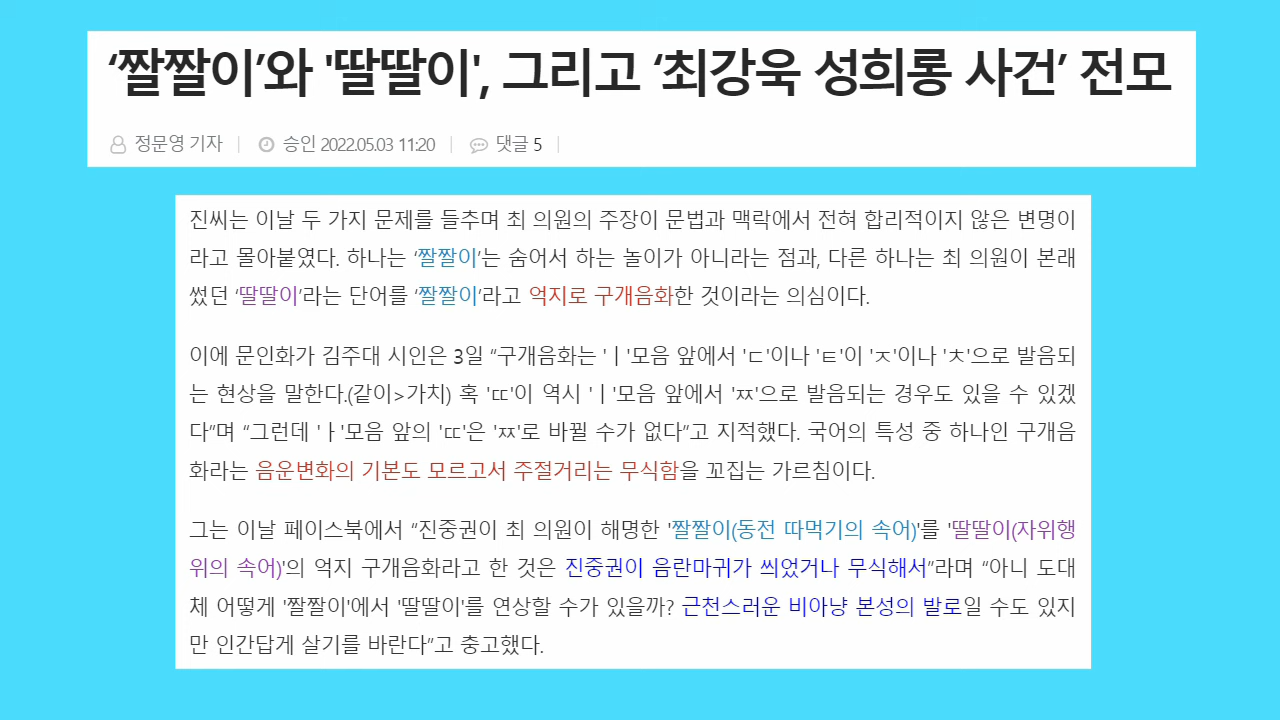 ‘짤짤이’와 '딸딸이', 그리고 ‘최강욱 성희롱 사건’ 전모
정문영 기자 | 승인 2022.05.03 11:20 | 댓글 5 |
진씨는 이날 두 가지 문제를 들추며 최 의원의 주장이 문법과 맥락에서 전혀 합리적이지 않은 변명이
라고 몰아붙였다. 하나는 ‘짤짤이’는 숨어서 하는 놀이가 아니라는 점과, 다른 하나는 최 의원이 본래
썼던 ‘딸딸이’라는 단어를 ‘짤짤이’라고 억지로 구개음화한 것이라는 의심이다.
이에 문인화가 김주대 시인은 3일 “구개음화는 'ㅣ'모음 앞에서 'ㄷ'이나 'ㅌ'이 'ㅈ'이나 'ㅊ'으로 발음되
는 현상을 말한다.(같이>가치) 혹 'ㄸ'이 역시 'ㅣ'모음 앞에서 'ㅉ'으로 발음되는 경우도 있을 수 있겠
다”며 “그런데 'ㅏ'모음 앞의 'ㄸ'은 'ㅉ'로 바뀔 수가 없다”고 지적했다. 국어의 특성 중 하나인 구개음
화라는 음운변화의 기본도 모르고서 주절거리는 무식함을 꼬집는 가르침이다.
그는 이날 페이스북에서 “진중권이 최 의원이 해명한 '짤짤이(동전 따먹기의 속어)'를 '딸딸이(자위행
위의 속어)'의 억지 구개음화라고 한 것은 진중권이 음란마귀가 씌었거나 무식해서”라며 “아니 도대
체 어떻게 '짤짤이'에서 '딸딸이'를 연상할 수가 있을까? 근천스러운 비아냥 본성의 발로일 수도 있지
만 인간답게 살기를 바란다”고 충고했다.